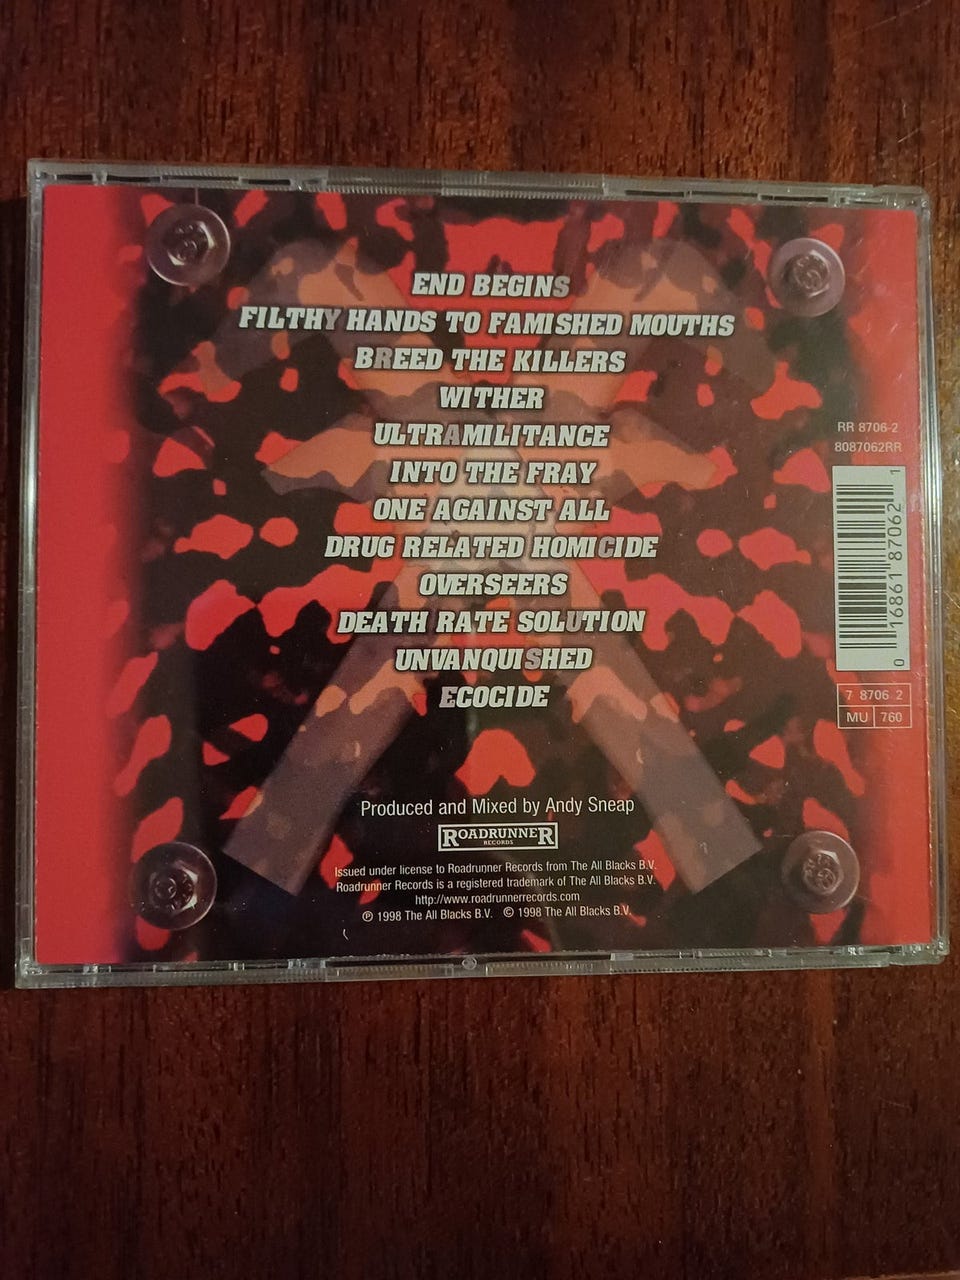 END BEGINS
FILTHY HANDS TO FAMISHED MOUTHS
BREED THE KILLERS
WITHER
ULTRAMILITANCE
INTO THE FRAY
ONE AGAINST ALL
DRUG RELATED HOMICIDE
OVERSEERS
DEATH RATE SOLUTION
UNVANQUISHED
ECOCIDE
RR 8706-2
8087062RR
0 16861 87062 1
7 8706 2
MU 760
Produced and Mixed by Andy Sneap
ROADRUNNER
RECORDS
Issued under license to Roadrunner Records from The All Blacks B.V.
Roadrunner Records is a registered trademark of The All Blacks B.V.
http://www.roadrunnerrecords.com
℗ 1998 The All Blacks B.V. © 1998 The All Blacks B.V.